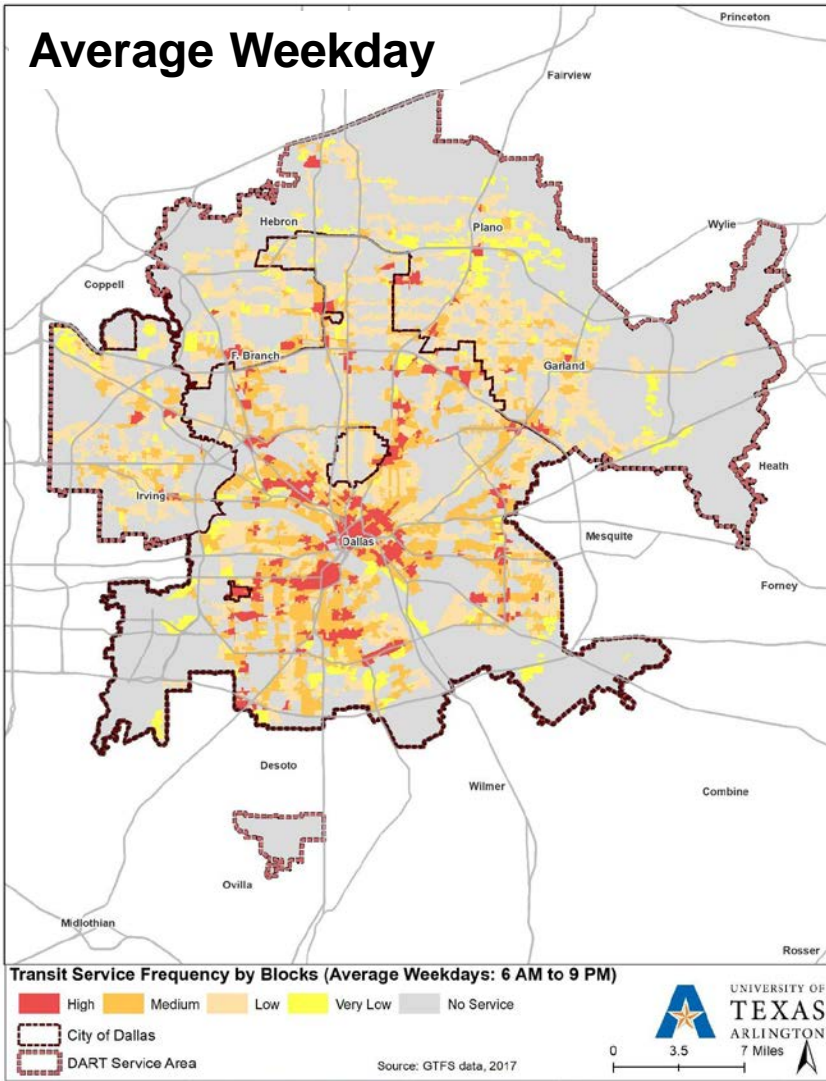 Average Weekday
Princeton
Fairview
Hebron
Plano
Wylie
Coppell
F. Branch
Garland
Heath
Irving
Dallas
Mesquite
Forney
Desoto
Wilmer
Combine
Ovilla
Midlothian
Rosser
Transit Service Frequency by Blocks (Average Weekdays: 6 AM to 9 PM)
High Medium Low Very Low No Service
City of Dallas
DART Service Area
Source: GTFS data, 2017
UNIVERSITY OF
TEXAS
ARLINGTON
0 3.5 7 Miles